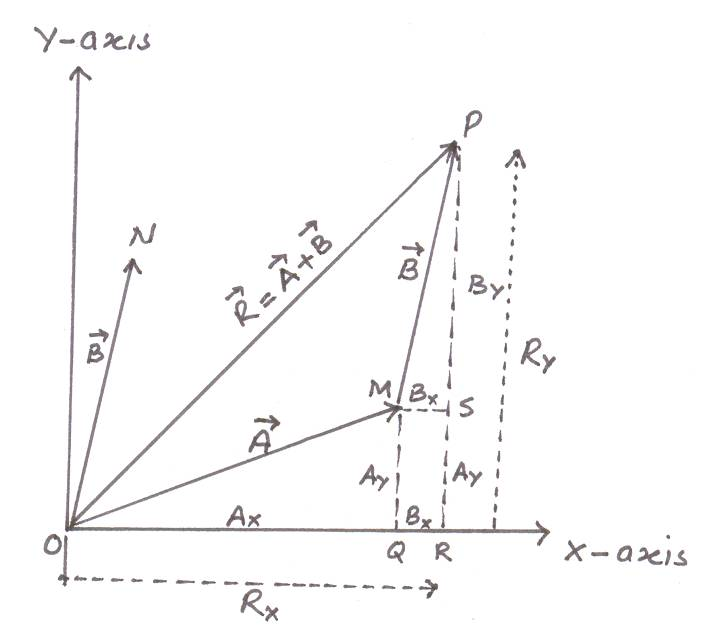 Y-axis
P
N
R⃗ = A⃗ + B⃗
B⃗
By
B⃗
Ry
M
Bx
S
A⃗
Ay
Ay
Ax
Bx
O
Q
R
X-axis
Rx